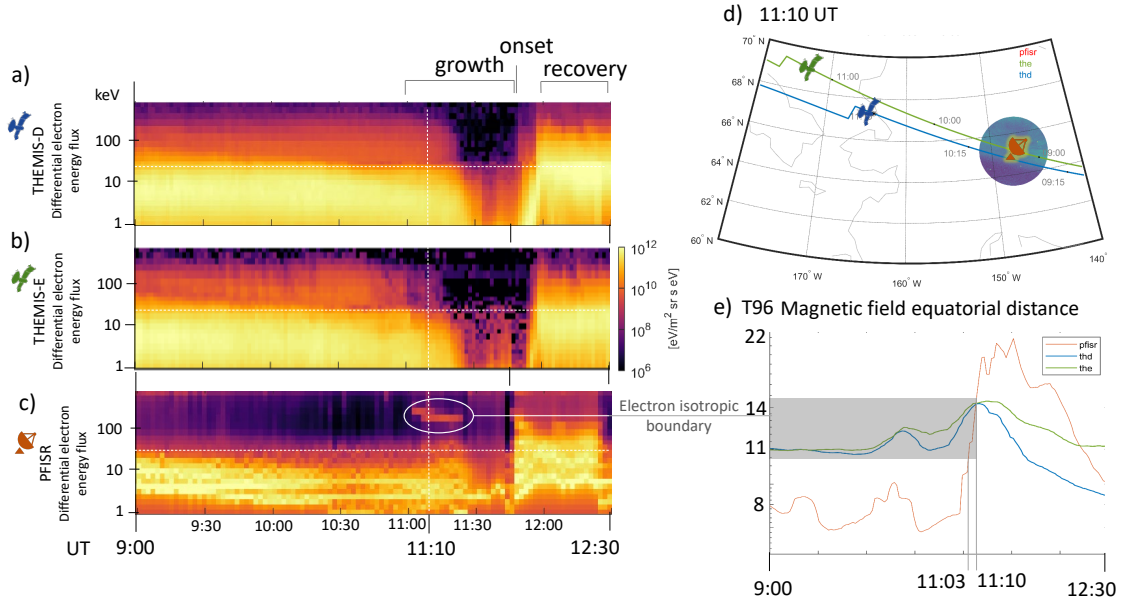 a)
keV
100
10
1
THEMIS-D
Differential electron
energy flux
growth
onset
recovery
b)
100
10
1
THEMIS-E
Differential electron
energy flux
10¹²
10¹⁰
10⁸
10⁶
[eV/m² sr s eV]
c)
100
10
1
PFISR
Differential electron
energy flux
Electron isotropic
boundary
9:30
10:00
10:30
11:00
11:30
12:00
UT
9:00
11:10
12:30
d) 11:10 UT
70° N
68° N
66° N
64° N
62° N
60° N
170° W
160° W
150° W
140°
pfisr
the
thd
11:00
10:00
10:15
09:00
09:15
e) T96 Magnetic field equatorial distance
22
14
11
8
pfisr
thd
the
9:00
11:03
11:10
12:30